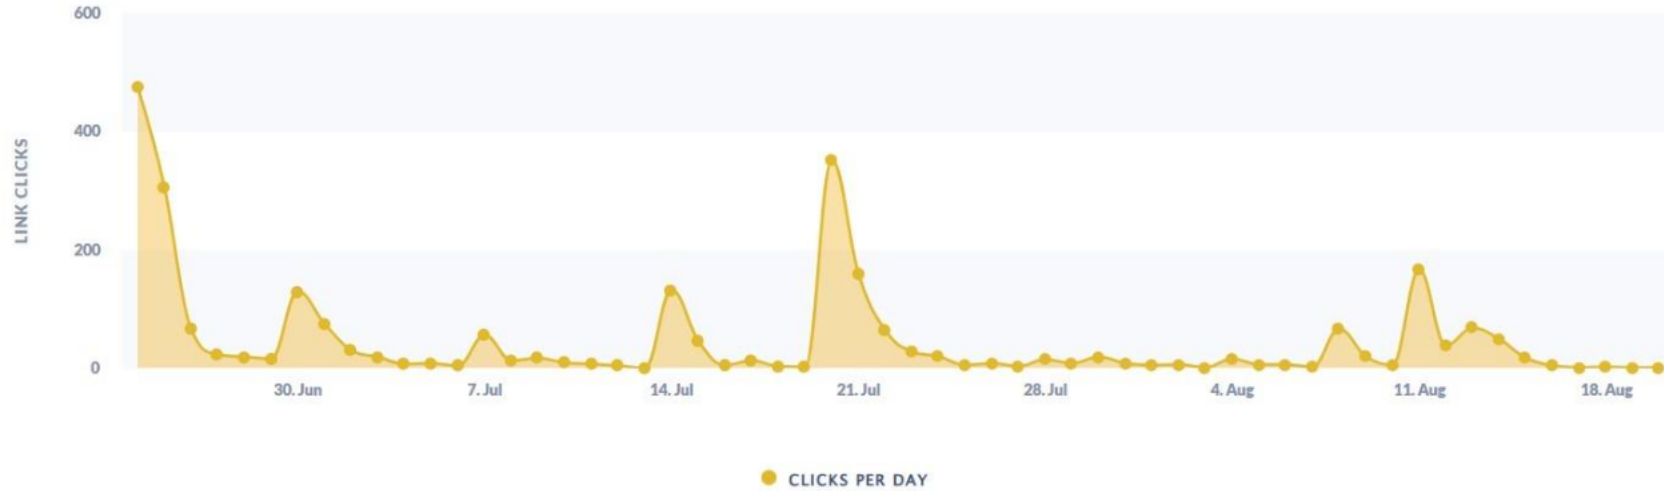 600
400
LINK CLICKS
200
0
30. Jun 7. Jul 14. Jul 21. Jul 28. Jul 4. Aug 11. Aug 18. Aug
CLICKS PER DAY